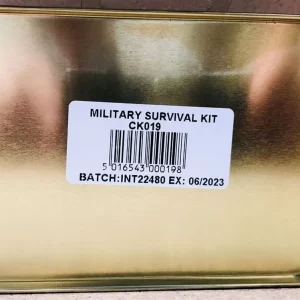 MILITARY SURVIVAL KIT
CK019
5 016543 000198
BATCH:INT22480 EX: 06/2023